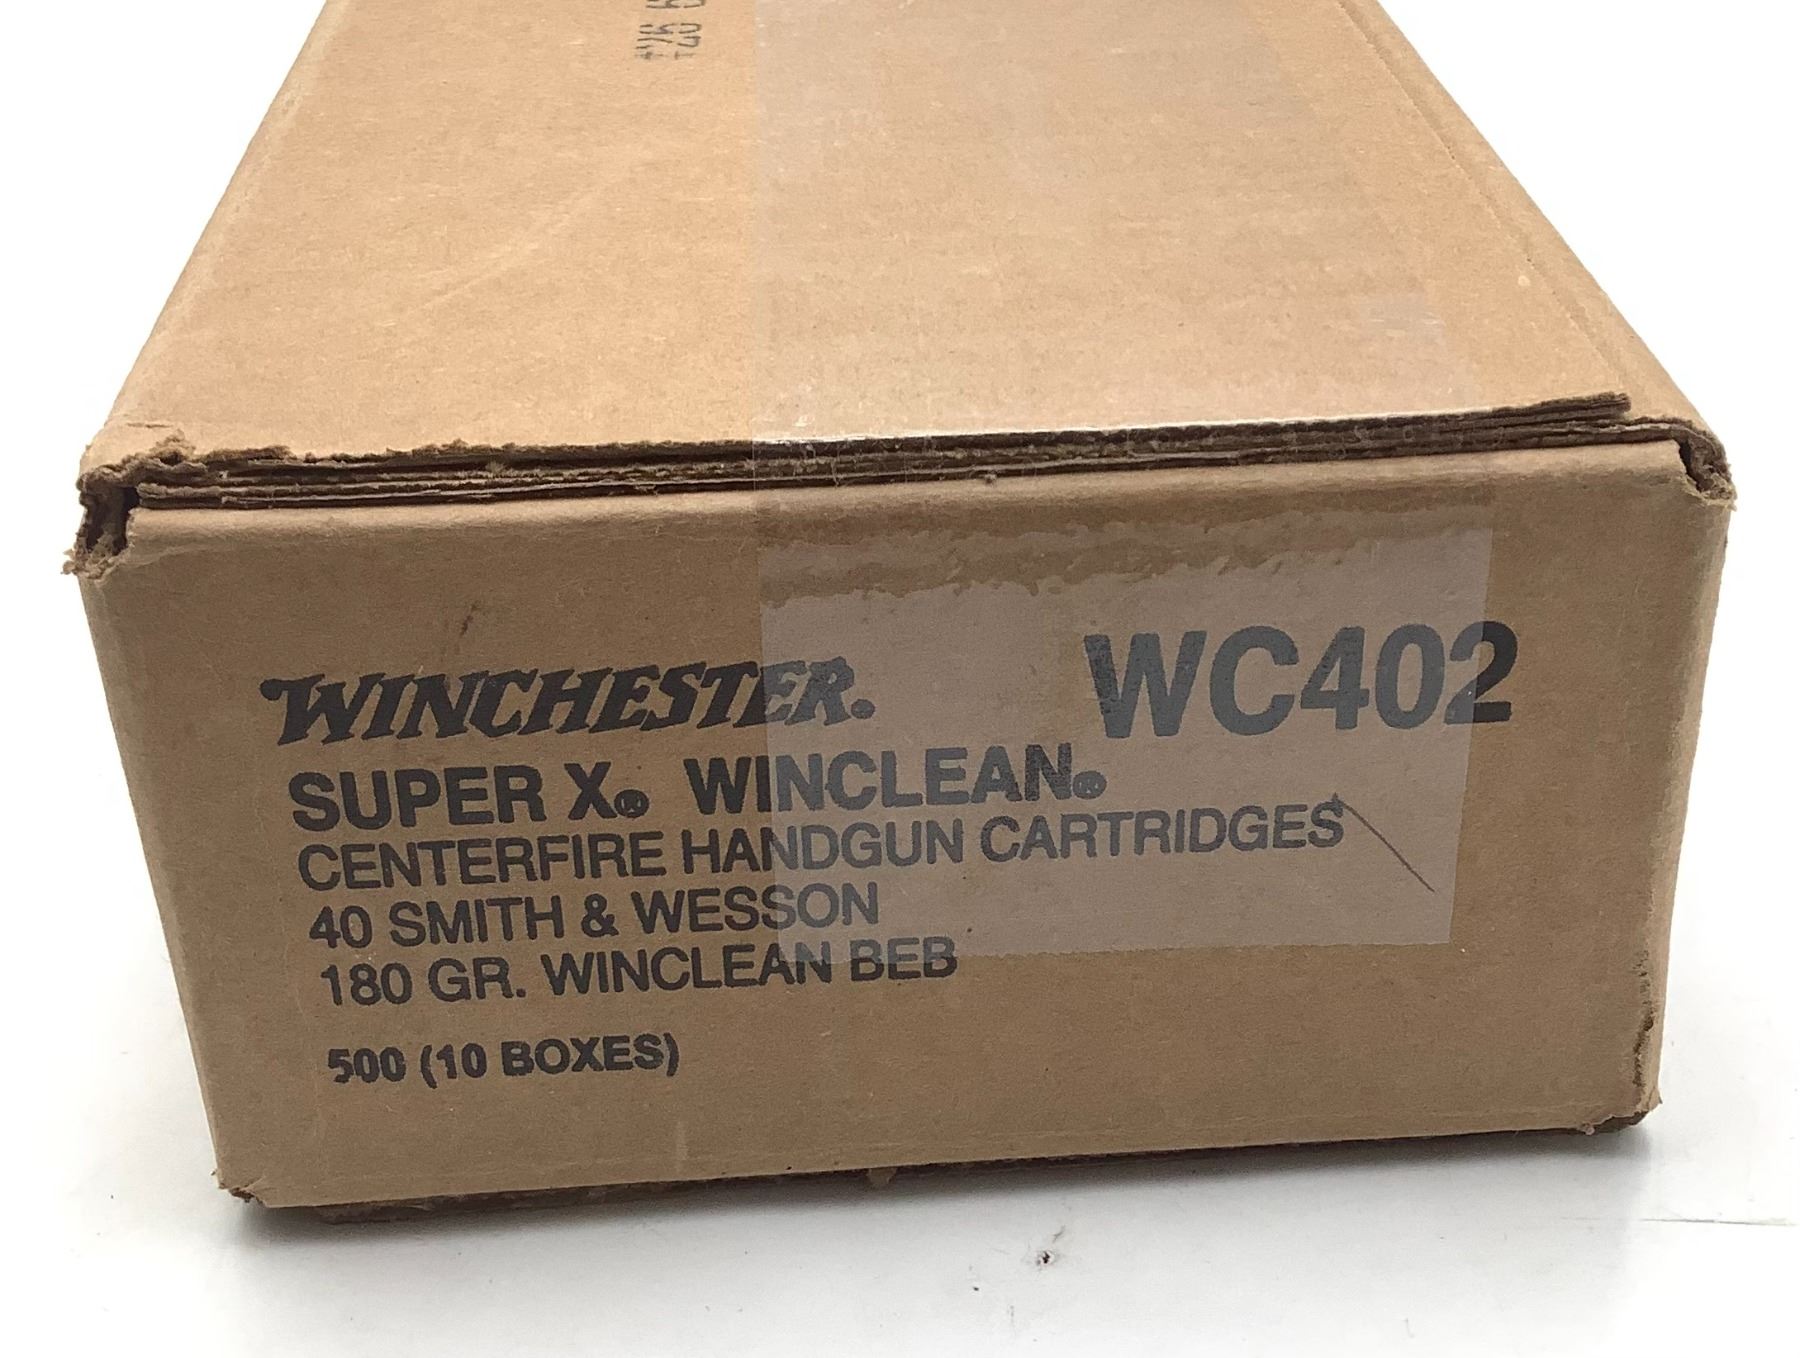 WINCHESTER®
WC402
SUPER X® WINCLEAN®
CENTERFIRE HANDGUN CARTRIDGES
40 SMITH & WESSON
180 GR. WINCLEAN BEB
500 (10 BOXES)